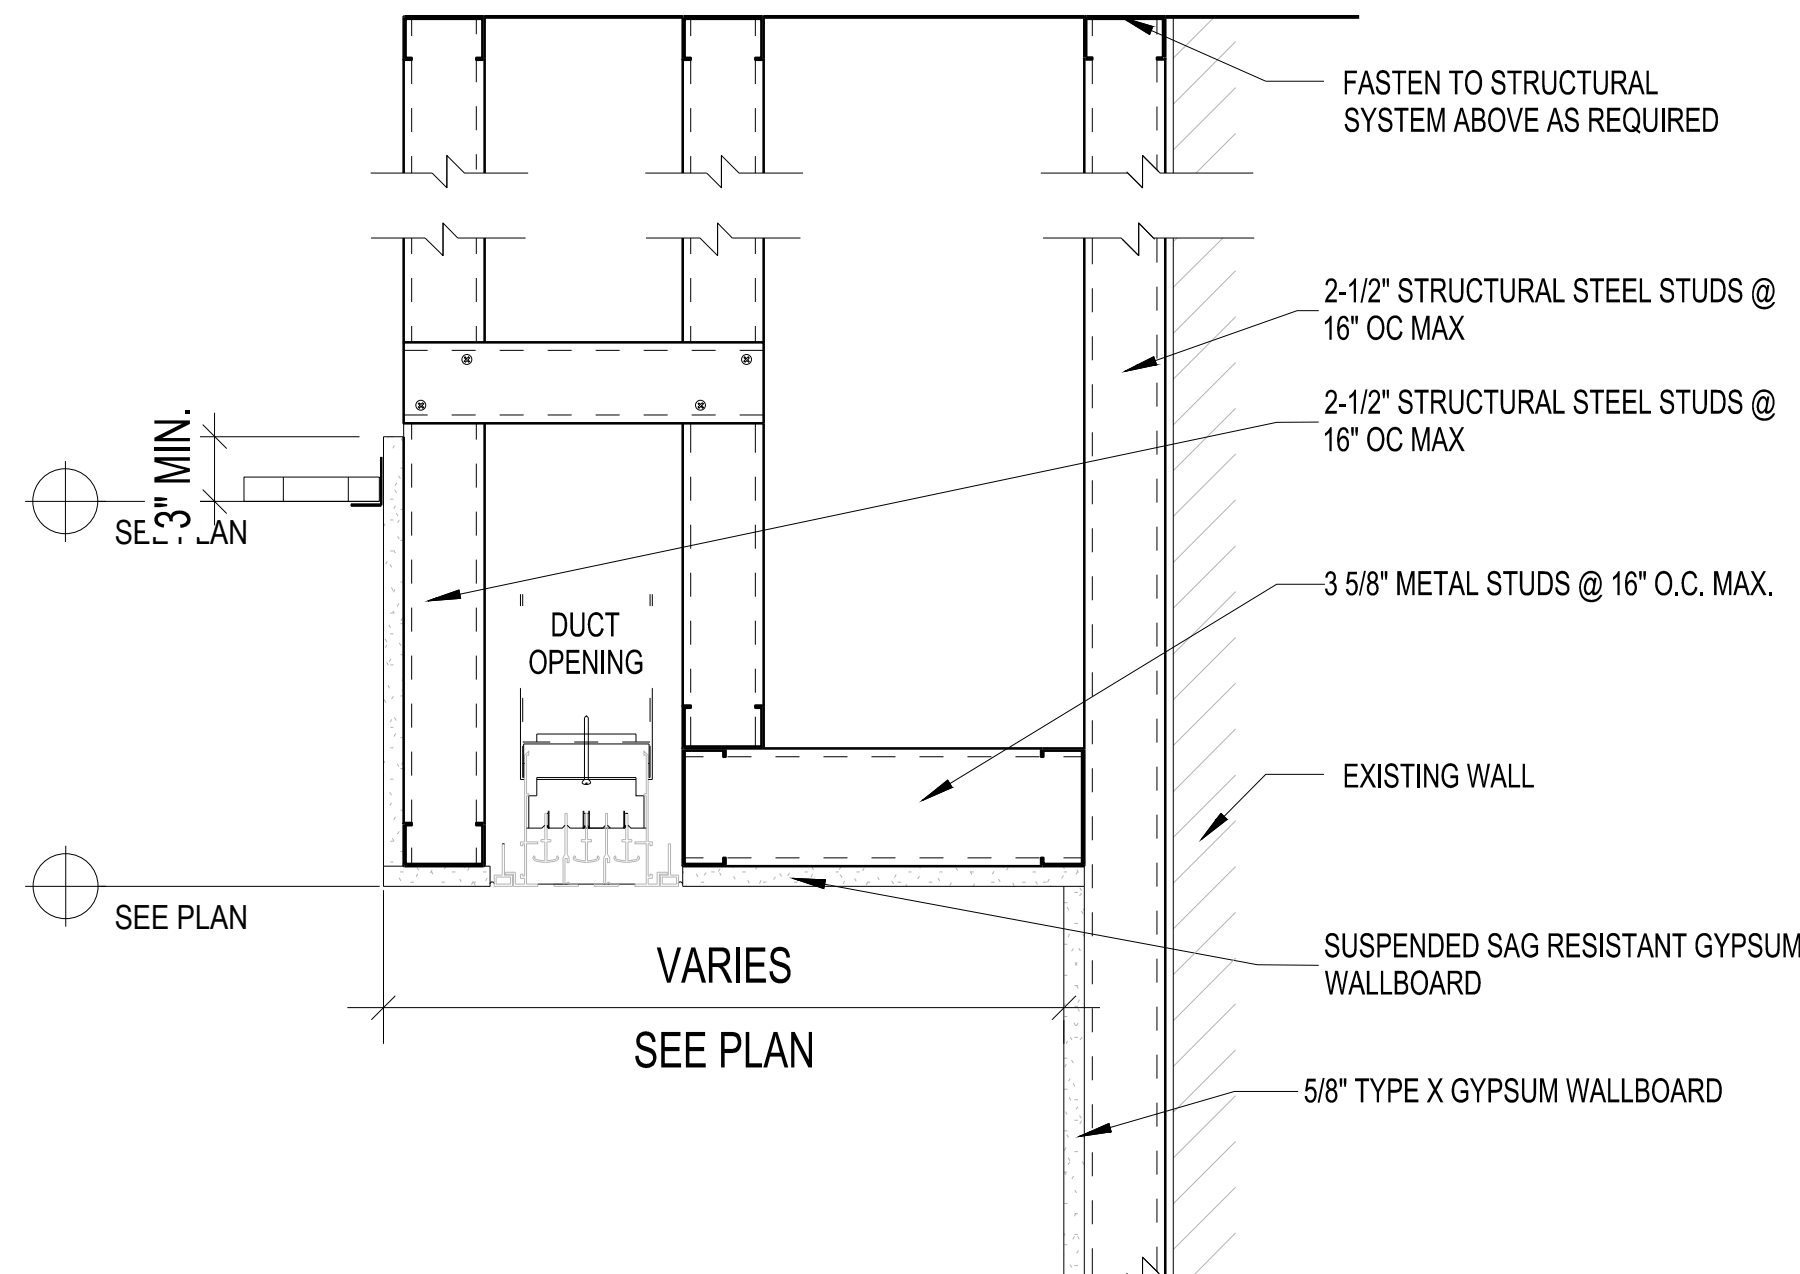 FASTEN TO STRUCTURAL
SYSTEM ABOVE AS REQUIRED
2-1/2" STRUCTURAL STEEL STUDS @
16" OC MAX
2-1/2" STRUCTURAL STEEL STUDS @
16" OC MAX
3" MIN.
SEE PLAN
3 5/8" METAL STUDS @ 16" O.C. MAX.
DUCT
OPENING
EXISTING WALL
SEE PLAN
SUSPENDED SAG RESISTANT GYPSUM
WALLBOARD
VARIES
SEE PLAN
5/8" TYPE X GYPSUM WALLBOARD